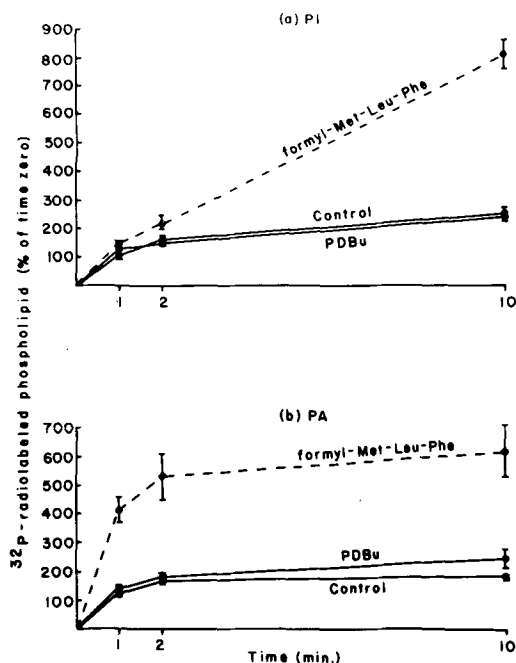 (a) PI
900
800
700
600
500
400
300
200
100
formyl-Met-Leu-Phe
Control
PDBu
1 2 10
32P-radiolabeled phospholipid (% of time zero)
(b) PA
700
600
500
400
300
200
100
formyl-Met-Leu-Phe
PDBu
Control
1 2 10
Time (min.)